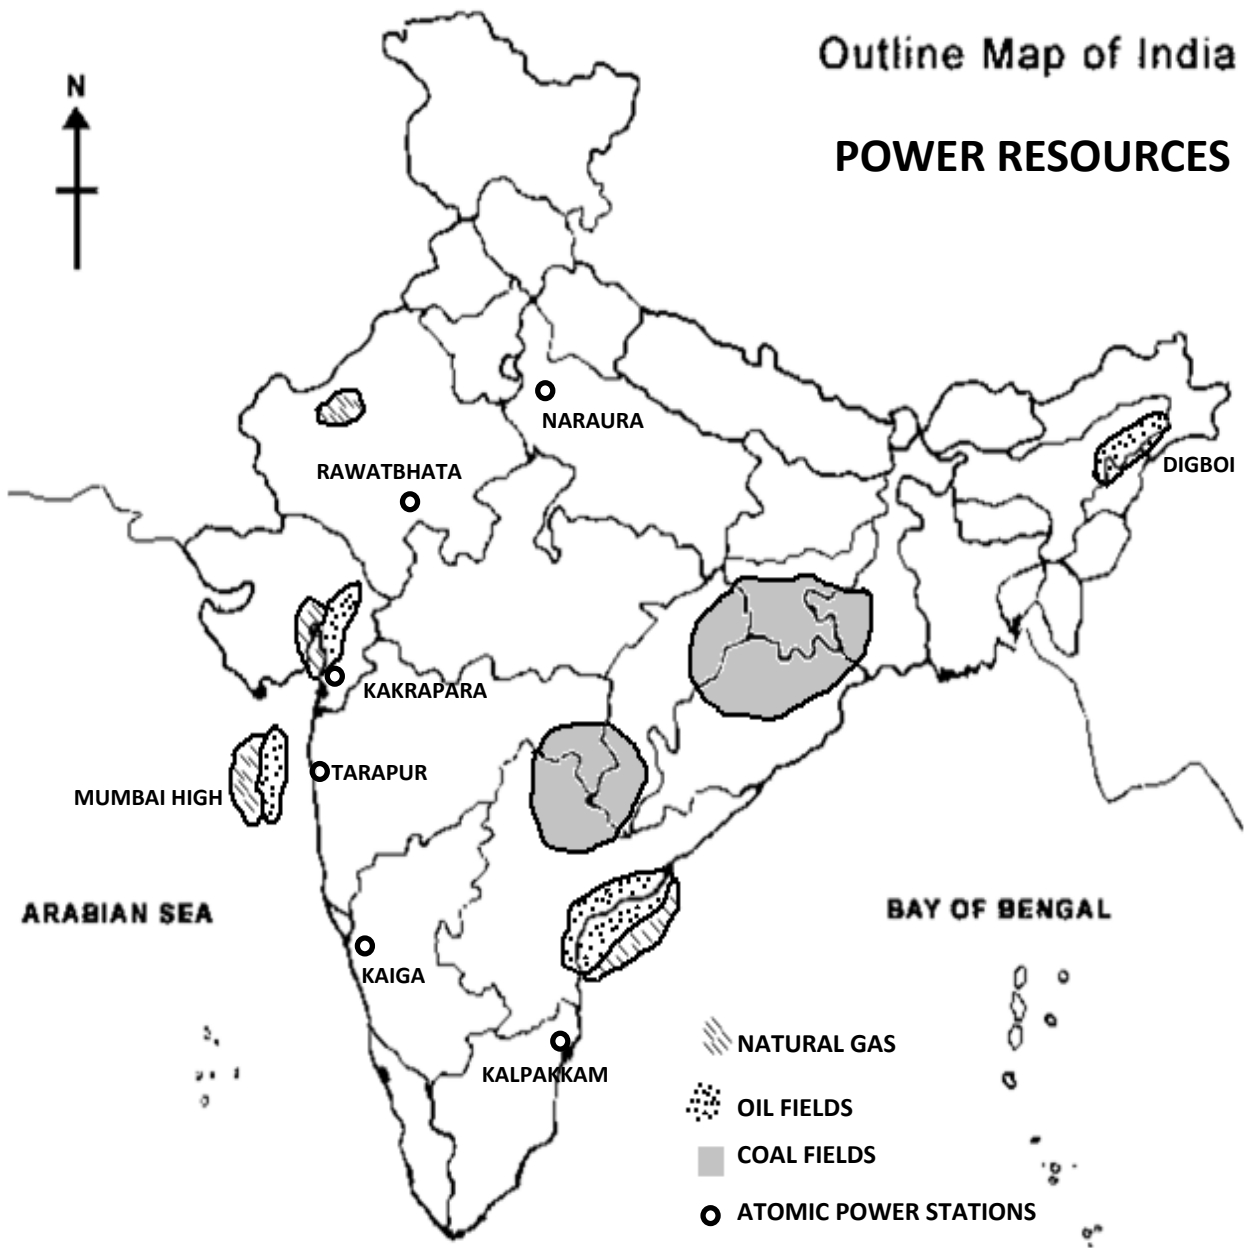 Outline Map of India
N
POWER RESOURCES
NARAURA
RAWATBHATA
DIGBOI
KAKRAPARA
TARAPUR
MUMBAI HIGH
ARABIAN SEA
BAY OF BENGAL
KAIGA
NATURAL GAS
KALPAKKAM
OIL FIELDS
COAL FIELDS
ATOMIC POWER STATIONS